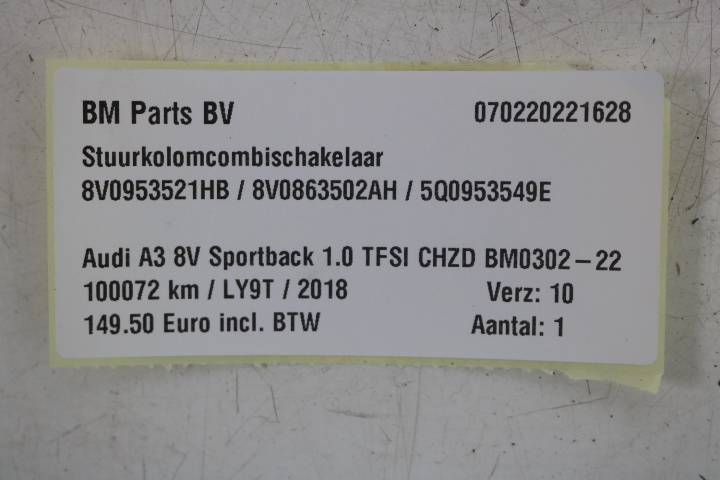 BM Parts BV 070220221628
Stuurkolomcombischakelaar
8V0953521HB / 8V0863502AH / 5Q0953549E
Audi A3 8V Sportback 1.0 TFSI CHZD BM0302-22
100072 km / LY9T / 2018 Verz: 10
149.50 Euro incl. BTW Aantal: 1